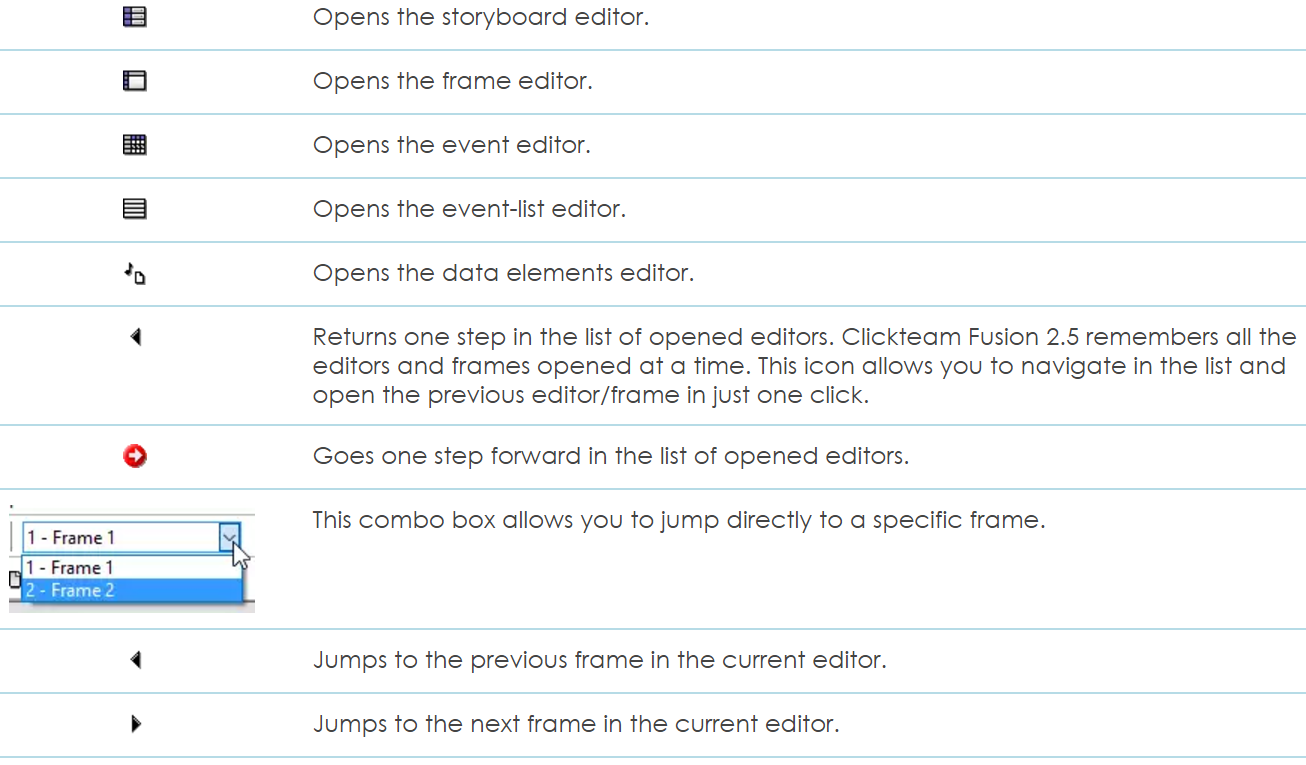 Opens the storyboard editor.
Opens the frame editor.
Opens the event editor.
Opens the event-list editor.
Opens the data elements editor.
Returns one step in the list of opened editors. Clickteam Fusion 2.5 remembers all the
editors and frames opened at a time. This icon allows you to navigate in the list and
open the previous editor/frame in just one click.
Goes one step forward in the list of opened editors.
1 - Frame 1
1 - Frame 1
2 - Frame 2
This combo box allows you to jump directly to a specific frame.
Jumps to the previous frame in the current editor.
Jumps to the next frame in the current editor.